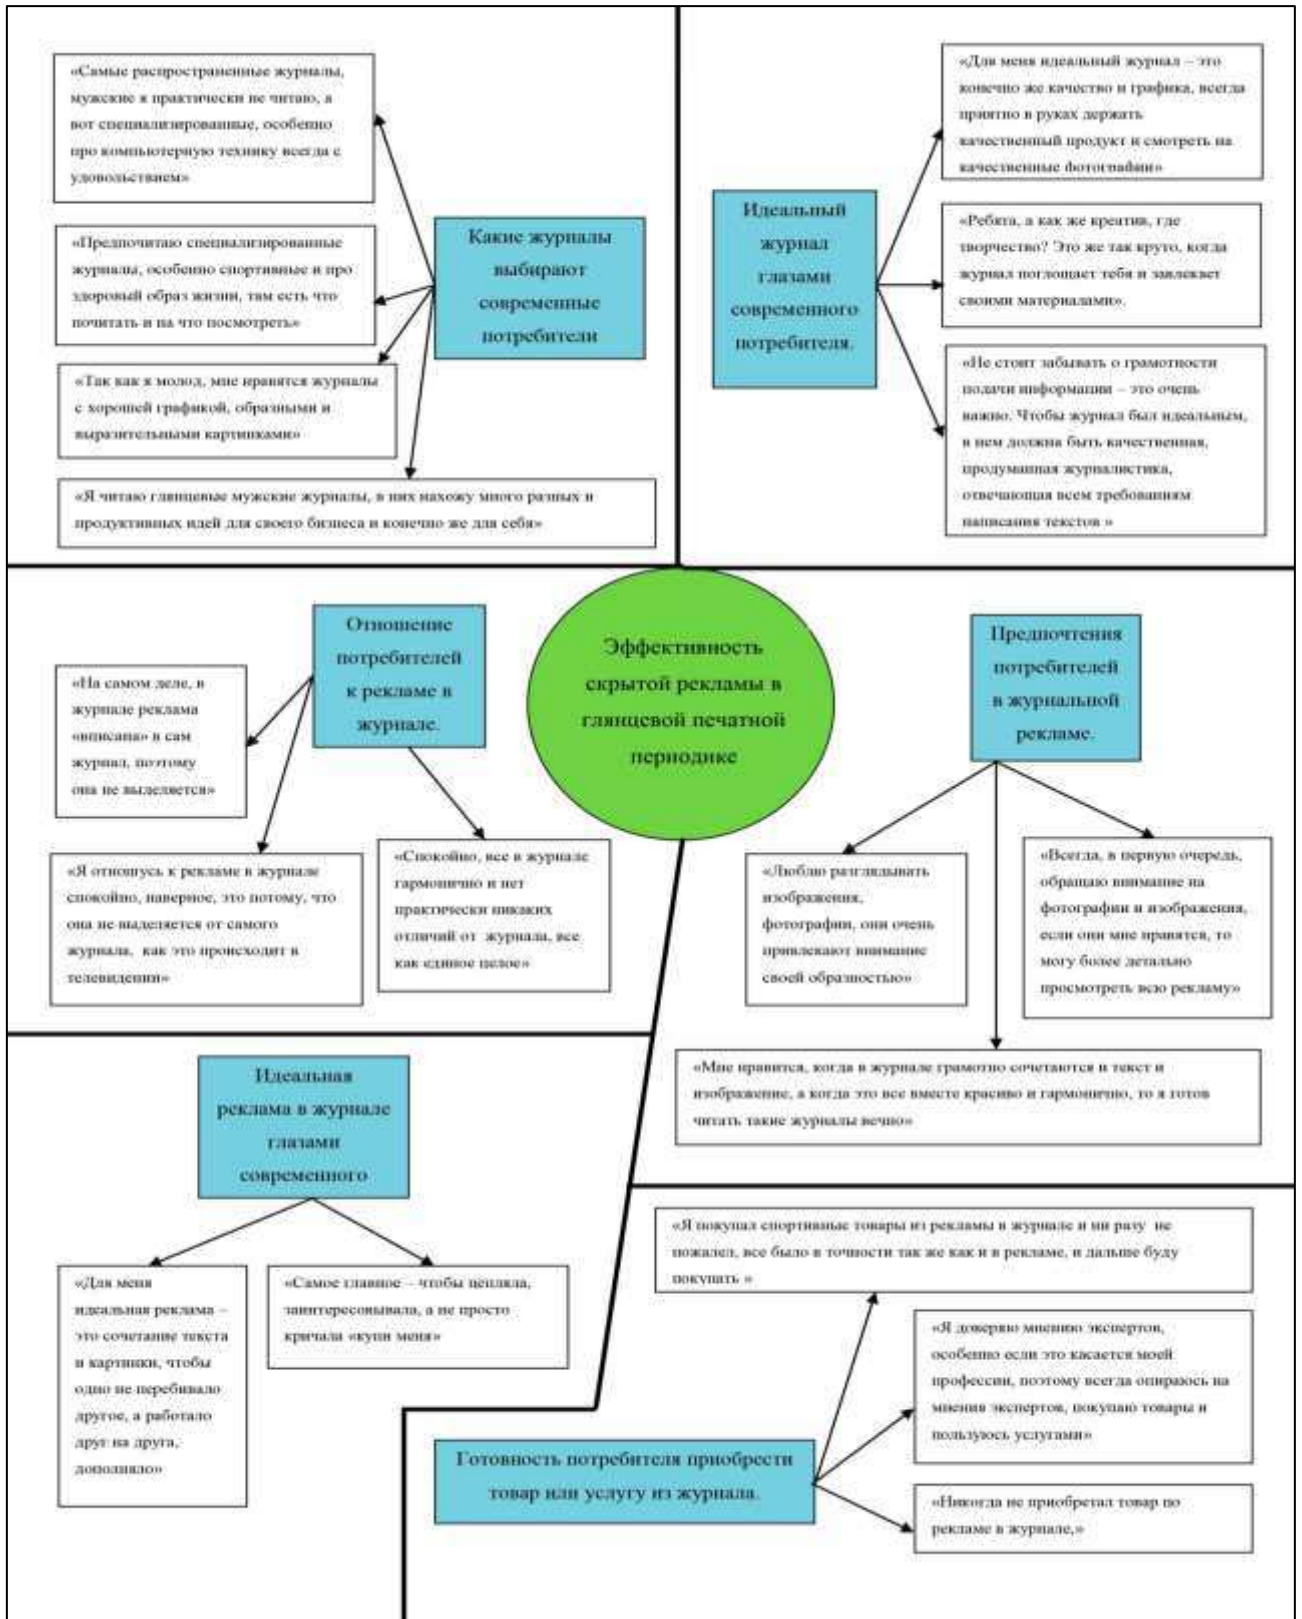 «Самые распространенные журналы,
мужские я практически не читаю, а
вот специализированные, особенно
про компьютерную технику всегда с
удовольствием»
«Предпочитаю специализированные
журналы, особенно спортивные и про
здоровый образ жизни, там есть что
почитать и на что посмотреть»
«Так как я молод, мне нравятся журналы
с хорошей графикой, образными и
выразительными картинками»
«Я читаю глянцевые мужские журналы, в них нахожу много разных и
продуктивных идей для своего бизнеса и конечно же для себя»
Какие журналы
выбирают
современные
потребители
Идеальный
журнал
глазами
современного
потребителя.
«Для меня идеальный журнал – это
конечно же качество и графика, всегда
приятно в руках держать
качественный продукт и смотреть на
качественные фотографии»
«Ребята, а как же креатив, где
творчество? Это же так круто, когда
журнал поглощает тебя и завлекает
своими материалами».
«Не стоит забывать о грамотности
подачи информации – это очень
важно. Чтобы журнал был идеальным,
в нем должна быть качественная,
продуманная журналистика,
отвечающая всем требованиям
написания текстов »
Эффективность
скрытой рекламы в
глянцевой печатной
периодике
Отношение
потребителей
к рекламе в
журнале.
«На самом деле, в
журнале реклама
«вписана» в сам
журнал, поэтому
она не выделяется»
«Я отношусь к рекламе в журнале
спокойно, наверное, это потому, что
она не выделяется от самого
журнала, как это происходит в
телевидении»
«Спокойно, все в журнале
гармонично и нет
практически никаких
отличий от журнала, все
как единое целое»
Предпочтения
потребителей
в журнальной
рекламе.
«Люблю разглядывать
изображения,
фотографии, они очень
привлекают внимание
своей образностью»
«Всегда, в первую очередь,
обращаю внимание на
фотографии и изображения,
если они мне нравятся, то
могу более детально
просмотреть всю рекламу»
«Мне нравится, когда в журнале грамотно сочетаются и текст и
изображение, а когда это все вместе красиво и гармонично, то я готов
читать такие журналы вечно»
Идеальная
реклама в журнале
глазами
современного
«Для меня
идеальная реклама –
это сочетание текста
и картинки, чтобы
одно не перебивало
другое, а работало
друг на друга,
дополняло»
«Самое главное – чтобы цепляла,
заинтересовывала, а не просто
кричала «купи меня»
«Я покупал спортивные товары из рекламы в журнале и ни разу не
пожалел, все было в точности так же как и в рекламе, и дальше буду
покупать »
«Я доверяю мнению экспертов,
особенно если это касается моей
профессии, поэтому всегда опираюсь на
мнения экспертов, покупаю товары и
пользуюсь услугами»
«Никогда не приобретал товар по
рекламе в журнале,»
Готовность потребителя приобрести
товар или услугу из журнала.